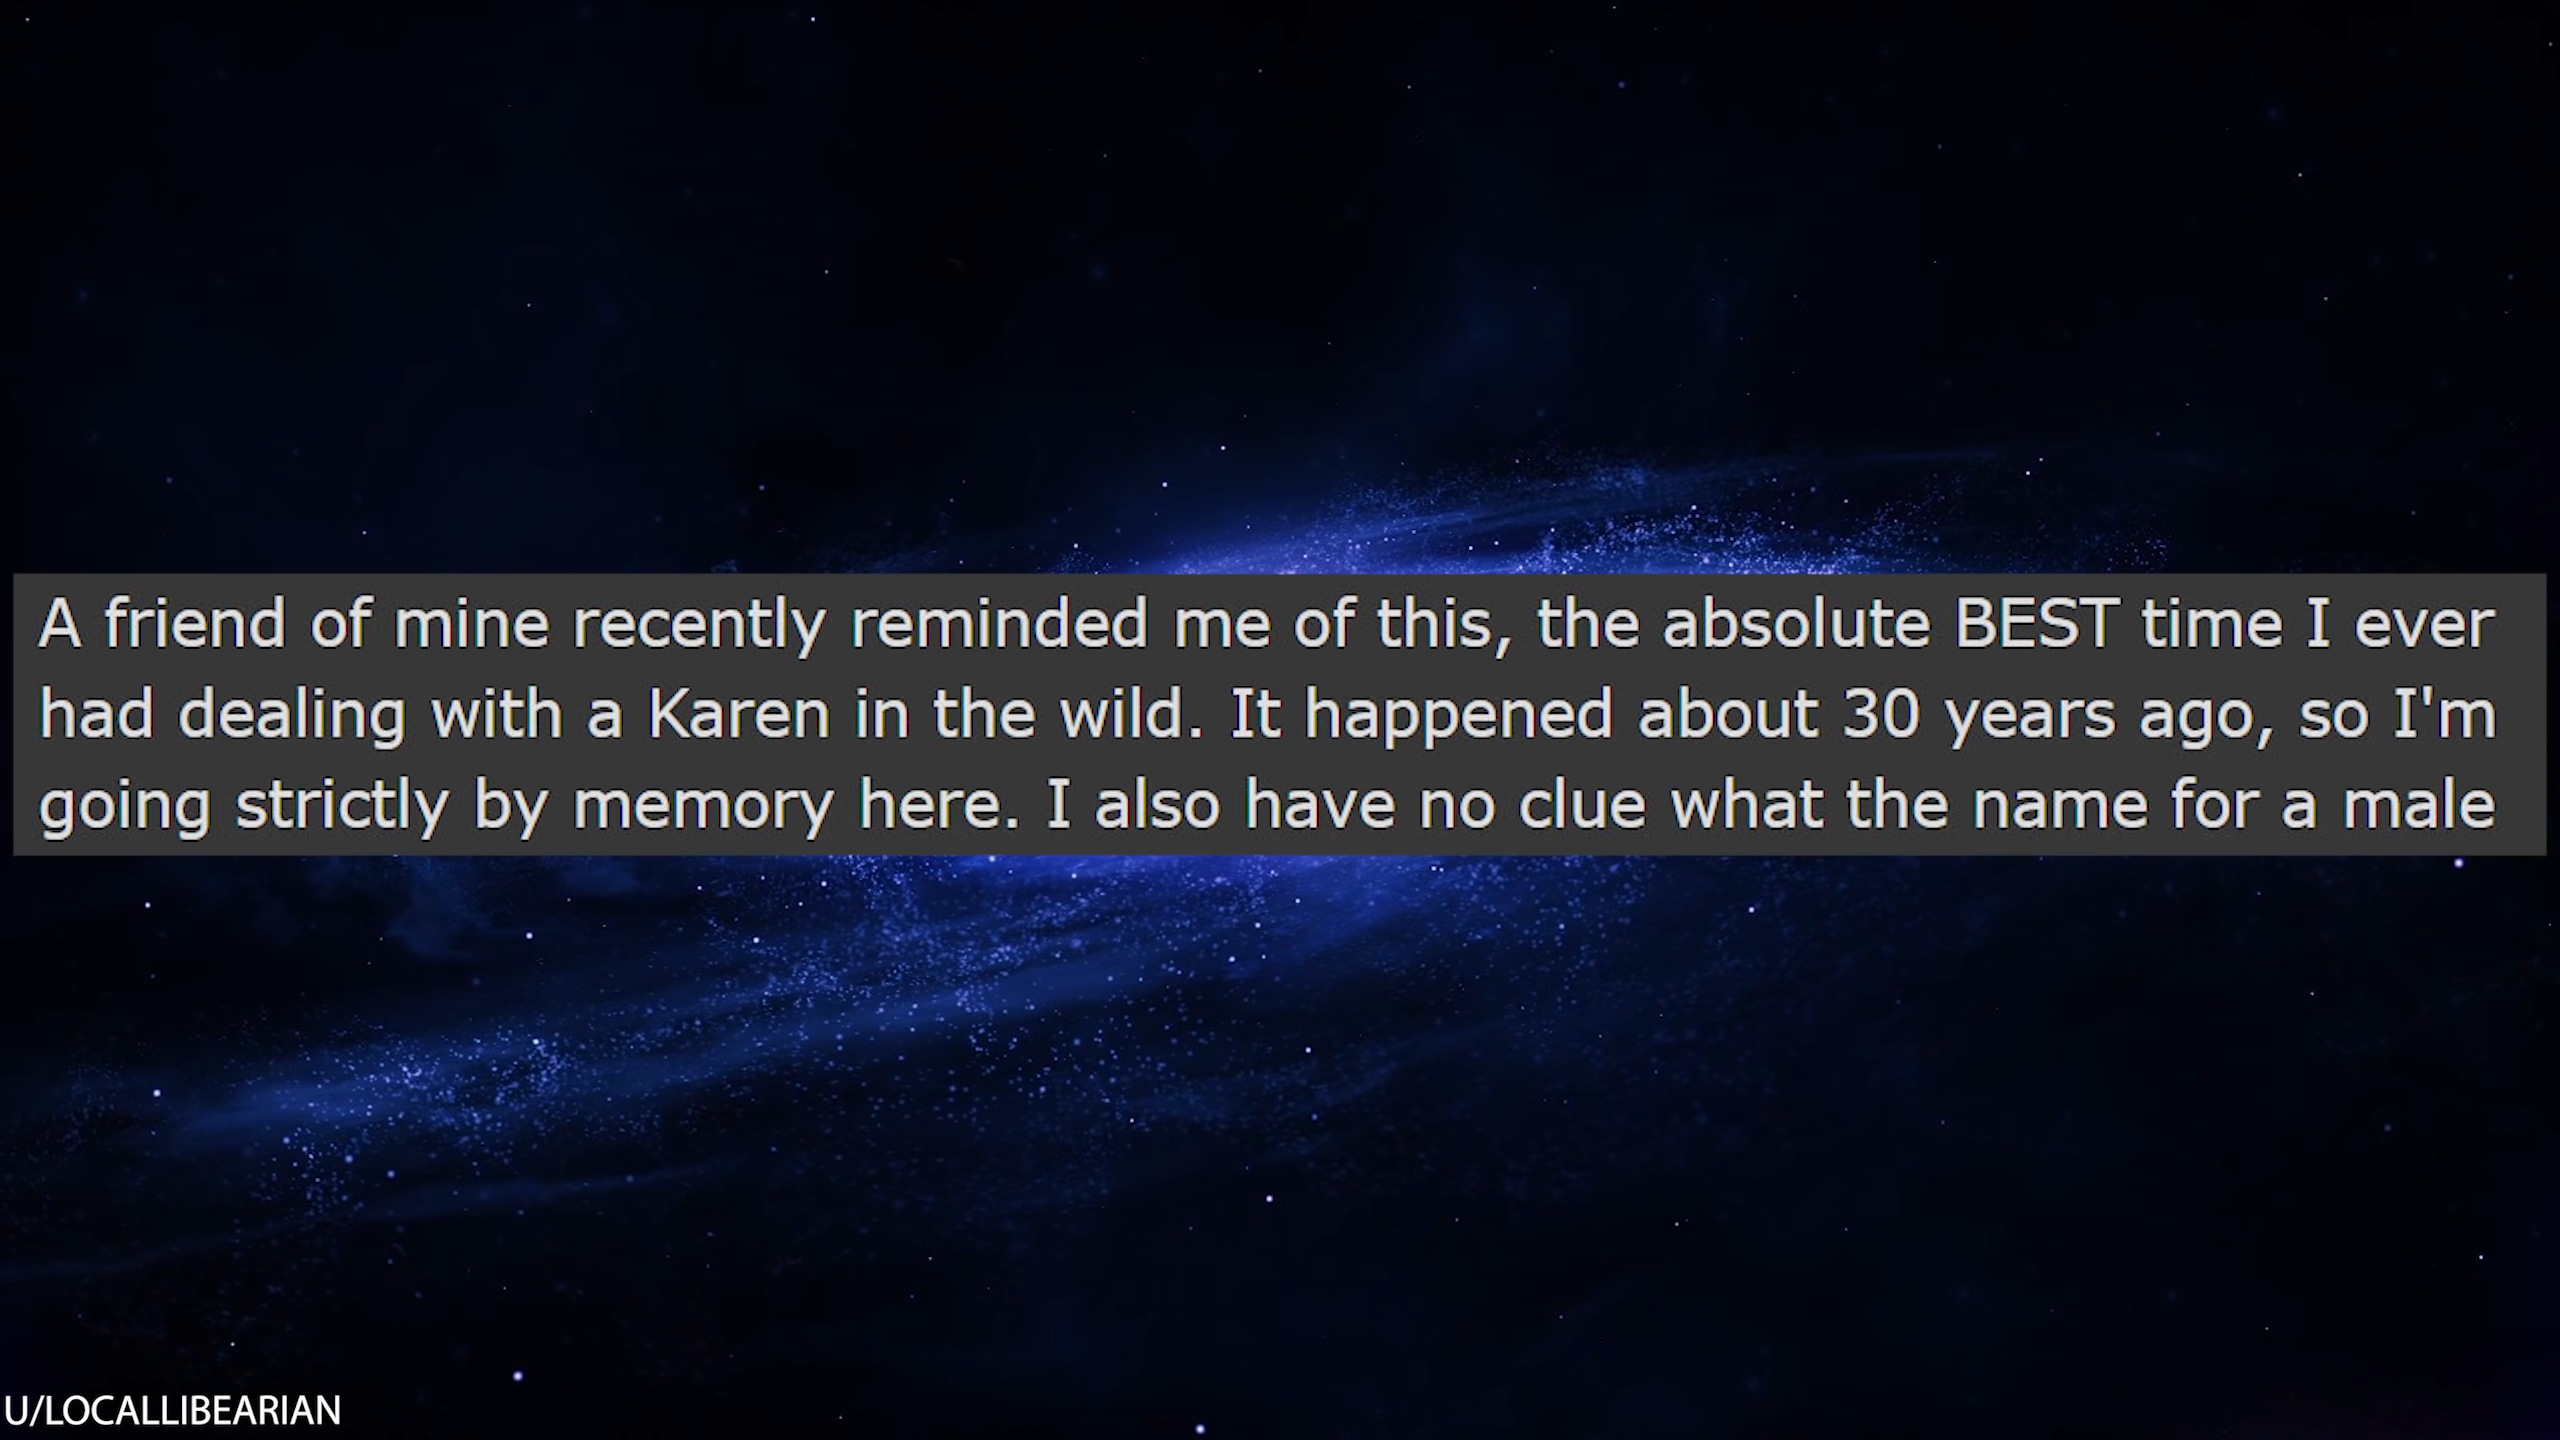 A friend of mine recently reminded me of this, the absolute BEST time I ever
had dealing with a Karen in the wild. It happened about 30 years ago, so I'm
going strictly by memory here. I also have no clue what the name for a male
U/LOCALLIBEARIAN